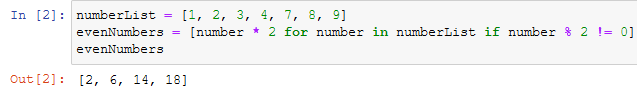 In [2]: numberList = [1, 2, 3, 4, 7, 8, 9]
evenNumbers = [number * 2 for number in numberList if number % 2 != 0]
evenNumbers
Out[2]: [2, 6, 14, 18]